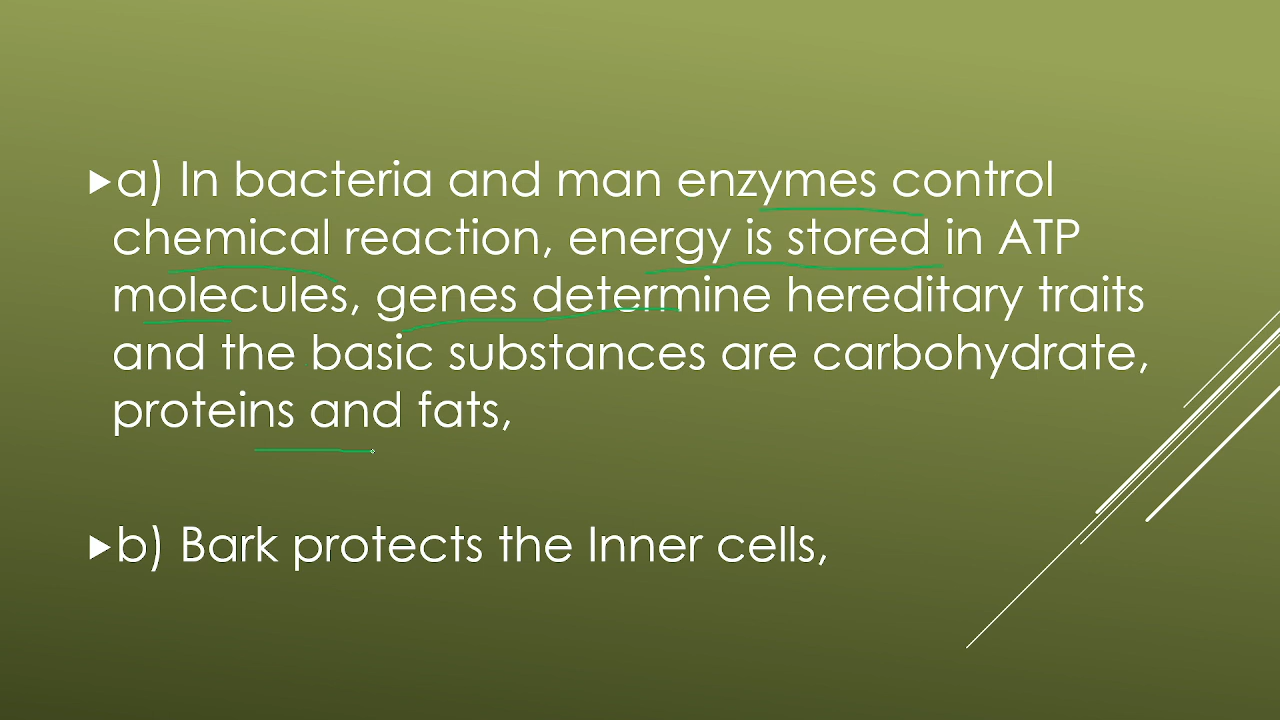 a) In bacteria and man enzymes control
chemical reaction, energy is stored in ATP
molecules, genes determine hereditary traits
and the basic substances are carbohydrate,
proteins and fats,
b) Bark protects the Inner cells,